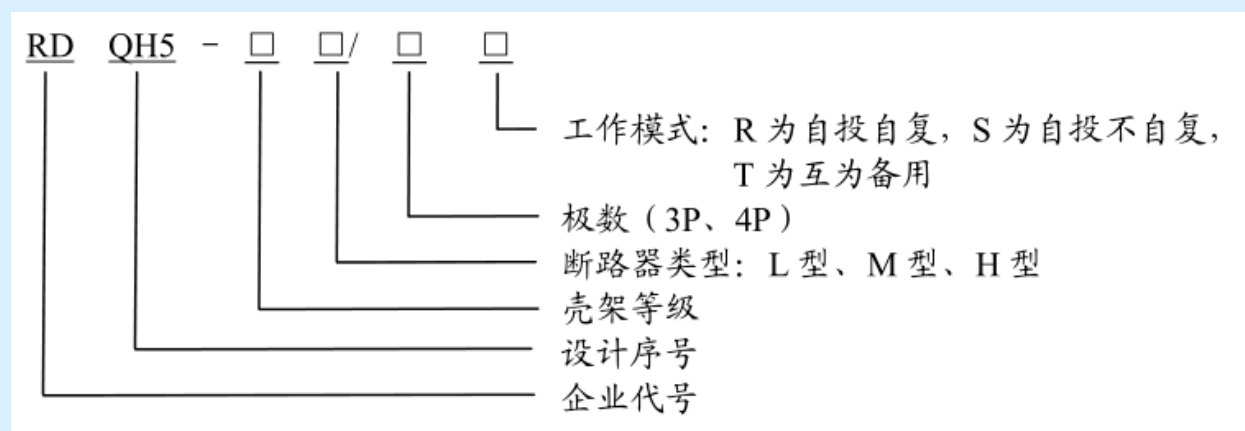 RD QH5 - □ □/ □ □
工作模式：R 为自投自复，S 为自投不自复，
T 为互为备用
极数（3P、4P）
断路器类型：L 型、M 型、H 型
壳架等级
设计序号
企业代号